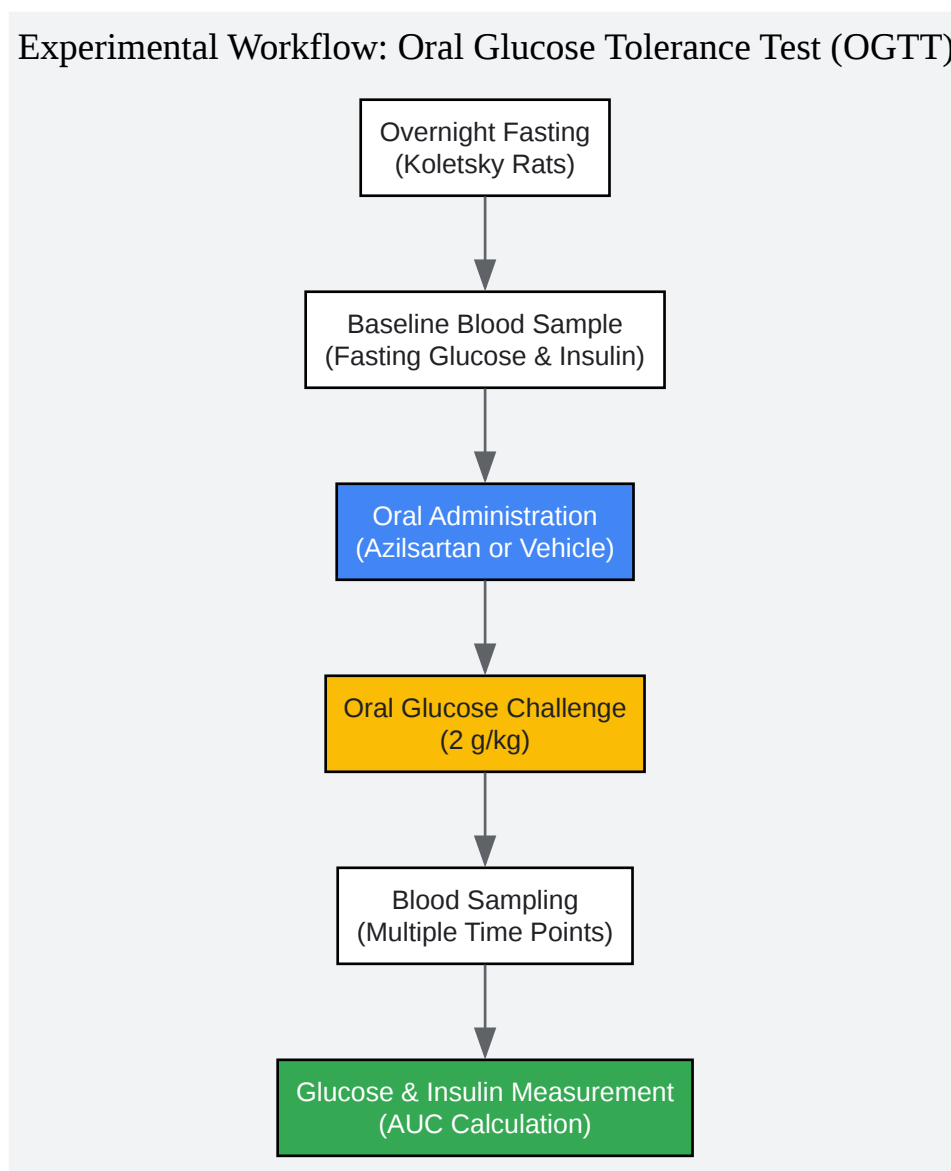 Experimental Workflow: Oral Glucose Tolerance Test (OGTT)
Overnight Fasting
(Koletsky Rats)
Baseline Blood Sample
(Fasting Glucose & Insulin)
Oral Administration
(Azilsartan or Vehicle)
Oral Glucose Challenge
(2 g/kg)
Blood Sampling
(Multiple Time Points)
Glucose & Insulin Measurement
(AUC Calculation)